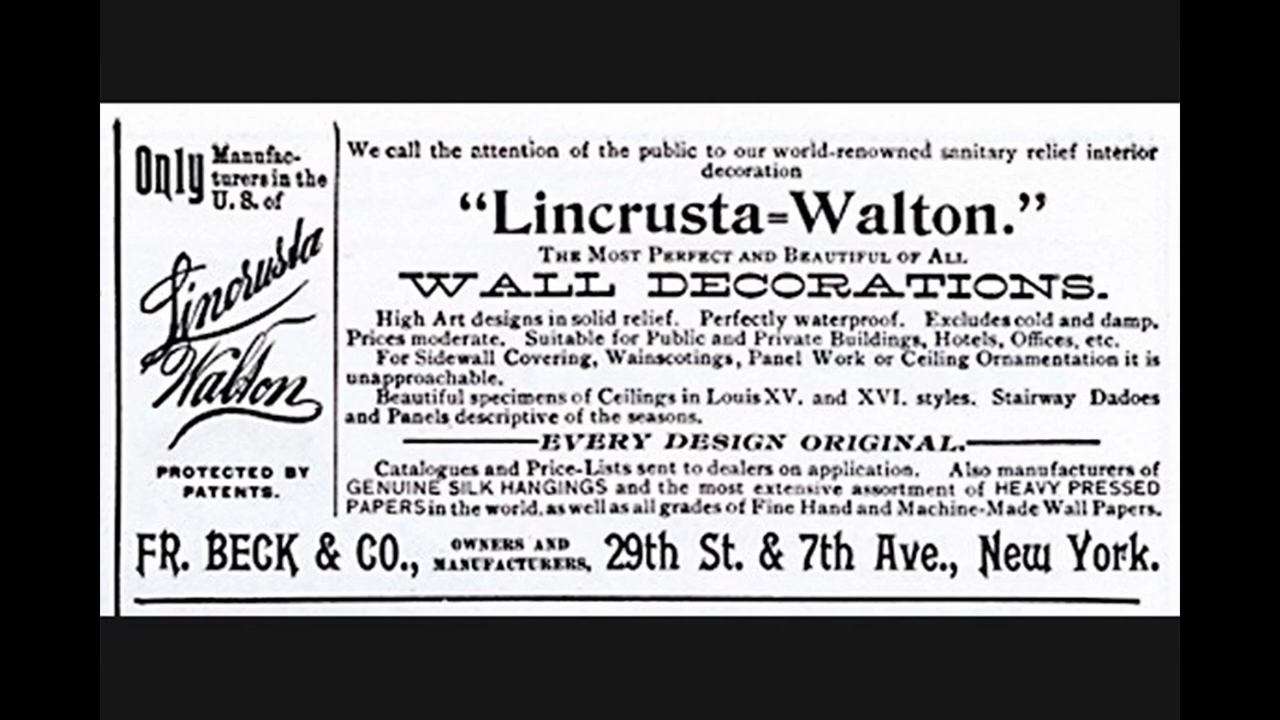 Only Manufac-
turers in the
U. S. of
Lincrusta
Walton
PROTECTED BY
PATENTS.
We call the attention of the public to our world-renowned sanitary relief interior
decoration
“Lincrusta=Walton.”
THE MOST PERFECT AND BEAUTIFUL OF ALL
WALL DECORATIONS.
High Art designs in solid relief. Perfectly waterproof. Excludes cold and damp.
Prices moderate. Suitable for Public and Private Buildings, Hotels, Offices, etc.
For Sidewall Covering, Wainscotings, Panel Work or Ceiling Ornamentation it is
unapproachable.
Beautiful specimens of Ceilings in Louis XV. and XVI. styles. Stairway Dadoes
and Panels descriptive of the seasons.
EVERY DESIGN ORIGINAL.
Catalogues and Price-Lists sent to dealers on application. Also manufacturers of
GENUINE SILK HANGINGS and the most extensive assortment of HEAVY PRESSED
PAPERS in the world, as well as all grades of Fine Hand and Machine-Made Wall Papers.
FR. BECK & CO., OWNERS AND MANUFACTURERS, 29th St. & 7th Ave., New York.